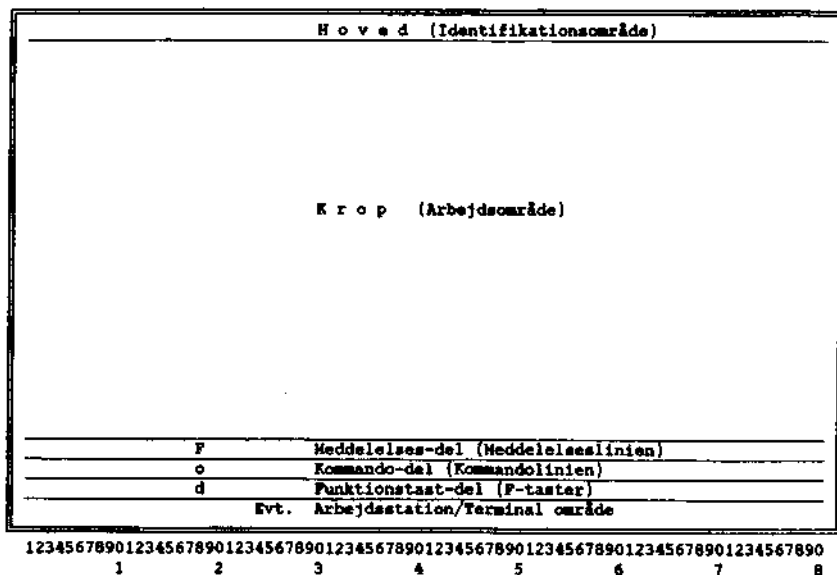 H o v e d (Identifikationsområde)
K r o p (Arbejdsområde)
F Meddelelses-del (Meddelelseslinien)
o Kommando-del (Kommandolinien)
d Funktionstast-del (F-taster)
Evt. Arbejdsstation/Terminal område
12345678901234567890123456789012345678901234567890123456789012345678901234567890
1 2 3 4 5 6 7 8